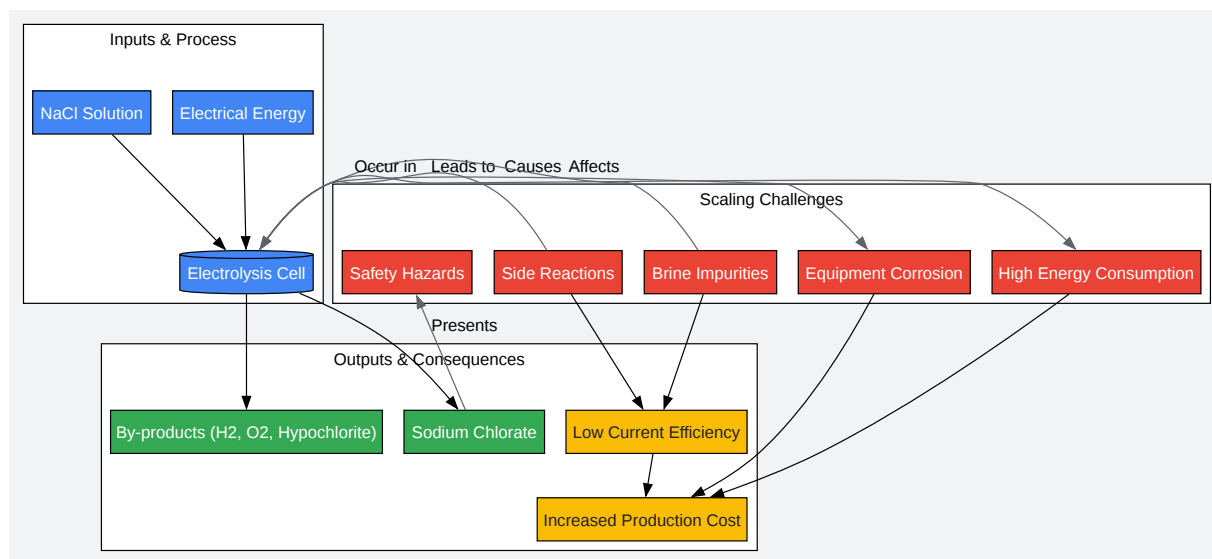 Inputs & Process
NaCl Solution
Electrical Energy
Occur in
Leads to
Causes
Affects
Scaling Challenges
Electrolysis Cell
Safety Hazards
Side Reactions
Brine Impurities
Equipment Corrosion
High Energy Consumption
Presents
Outputs & Consequences
By-products (H2, O2, Hypochlorite)
Sodium Chlorate
Low Current Efficiency
Increased Production Cost